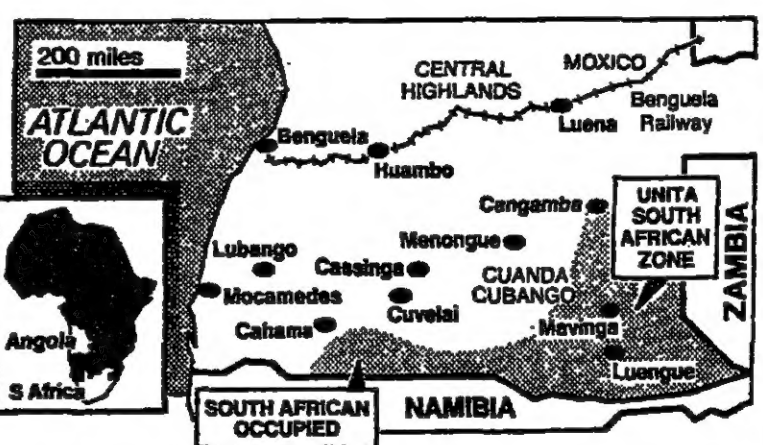 200 miles
ATLANTIC
OCEAN
CENTRAL
HIGHLANDS
MOXICO
Benguela
Railway
Luena
Benguela
Huambo
Cangamba
UNITA
SOUTH
AFRICAN
ZONE
ZAMBIA
Menongue
Lubango
Cassinga
CUANDA
CUBANGO
Mocamedes
Cuvelai
Cahama
Mavinga
Luengue
Angola
S Africa
SOUTH AFRICAN
OCCUPIED
NAMIBIA